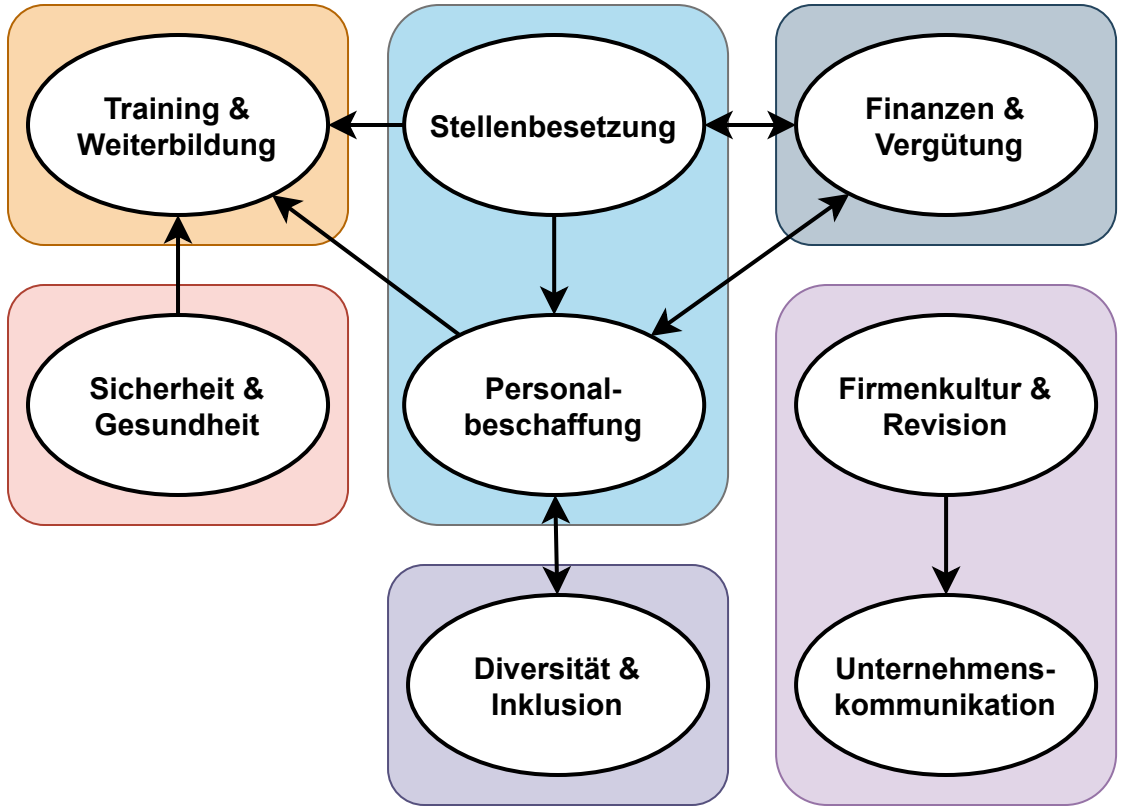 Training &
Weiterbildung
Stellenbesetzung
Finanzen &
Vergütung
Sicherheit &
Gesundheit
Personal-
beschaffung
Firmenkultur &
Revision
Diversität &
Inklusion
Unternehmens-
kommunikation